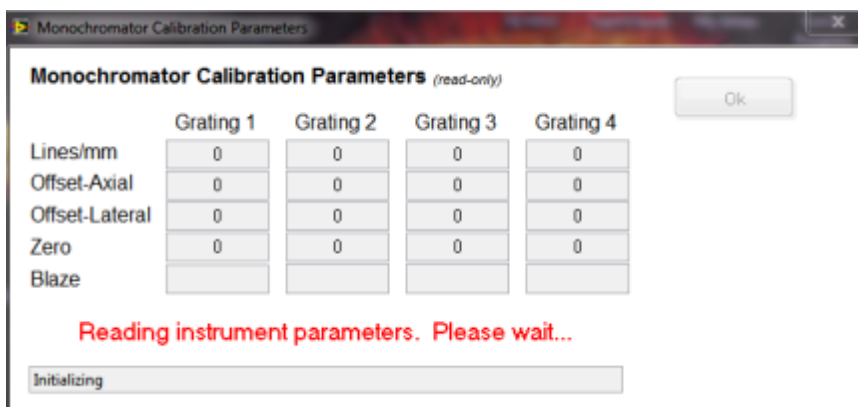 Monochromator Calibration Parameters
Monochromator Calibration Parameters (read-only)
Ok
Grating 1 Grating 2 Grating 3 Grating 4
Lines/mm 0 0 0 0
Offset-Axial 0 0 0 0
Offset-Lateral 0 0 0 0
Zero 0 0 0 0
Blaze
Reading instrument parameters. Please wait...
Initializing